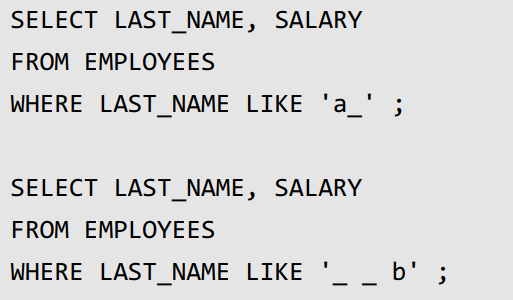 SELECT LAST_NAME, SALARY
FROM EMPLOYEES
WHERE LAST_NAME LIKE 'a_' ;
SELECT LAST_NAME, SALARY
FROM EMPLOYEES
WHERE LAST_NAME LIKE '_ _ b' ;